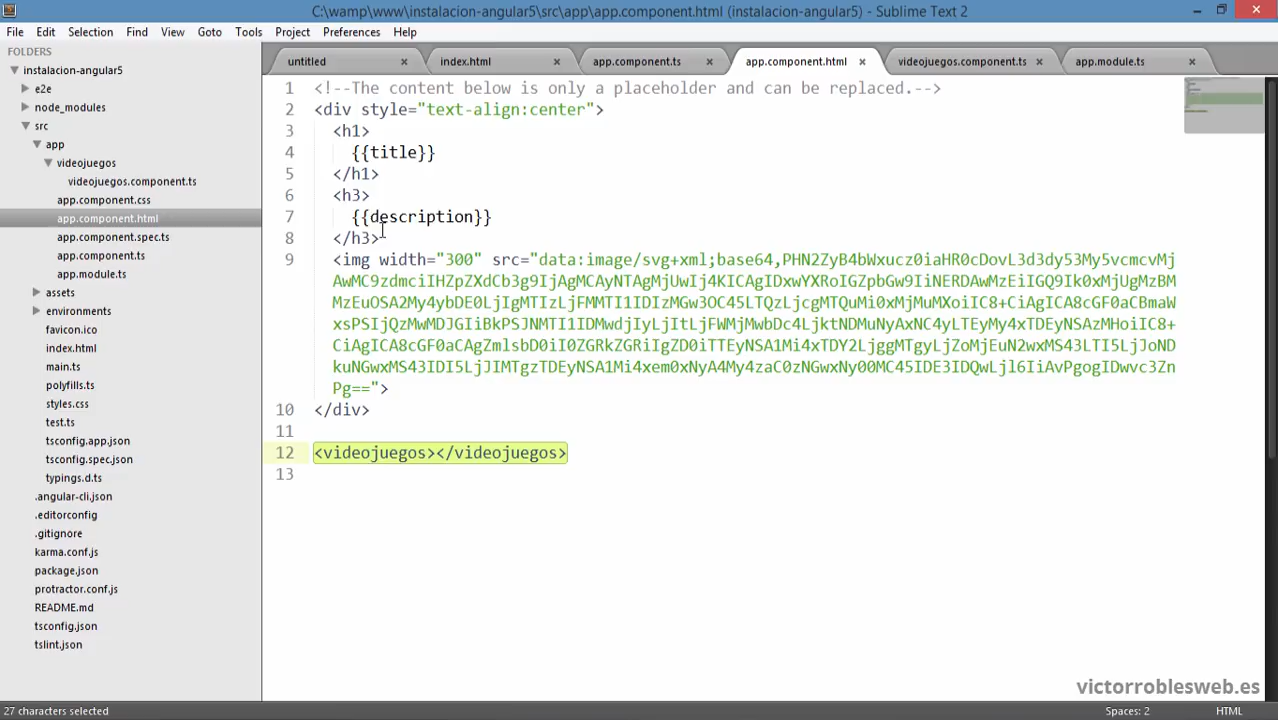 C:\wamp\www\instalacion-angular5\src\app\app.component.html (instalacion-angular5) - Sublime Text 2
File Edit Selection Find View Goto Tools Project Preferences Help
FOLDERS
instalacion-angular5
e2e
node_modules
src
app
videojuegos
videojuegos.component.ts
app.component.css
app.component.html
app.component.spec.ts
app.component.ts
app.module.ts
assets
environments
favicon.ico
index.html
main.ts
polyfills.ts
styles.css
test.ts
tsconfig.app.json
tsconfig.spec.json
typings.d.ts
.angular-cli.json
.editorconfig
.gitignore
karma.conf.js
package.json
protractor.conf.js
README.md
tsconfig.json
tslint.json
untitled index.html app.component.ts app.component.html videojuegos.component.ts app.module.ts
1 <!--The content below is only a placeholder and can be replaced.-->
2 <div style="text-align:center">
3 <h1>
4 {{title}}
5 </h1>
6 <h3>
7 {{description}}
8 </h3>
9 <img width="300" src="data:image/svg+xml;base64,PHN2ZyB4bWxucz0iaHR0cDovL3d3dy53My5vcmcvMj
AwMC9zdmciIHZpZXdCb3g9IjAgMCAyNTAgMjUwIj4KICAgIDxwYXRoIGZpbGw9IiNERDAwMzEiIGQ9Ik0xMjUgMzBM
MzEuOSA2My4ybDE0LjIgMTIzLjFMMTI1IDIzMGw3OC45LTQzLjcgMTQuMi0xMjMuMXoiIC8+CiAgICA8cGF0aCBmaW
xsPSIjQzMwMDJGIiBkPSJNMTI1IDMwdjIyLjItLjFWMjMwbDc4LjktNDMuNyAxNC4yLTEyMy4xTDEyNSAzMHoiIC8+
CiAgICA8cGF0aCAgZmlsbD0iI0ZGRkZGRiIgZD0iTTEyNSA1Mi4xTDY2LjggMTgyLjZoMjEuN2wxMS43LTI5LjJoND
kuNGwxMS43IDI5LjJIMTgzTDEyNSA1Mi4xem0xNyA4My4zaC0zNGwxNy00MC45IDE3IDQwLjl6IiAvPgogIDwvc3Zn
Pg==">
10 </div>
11
12 <videojuegos></videojuegos>
13
victorroblesweb.es
27 characters selected Spaces: 2 HTML